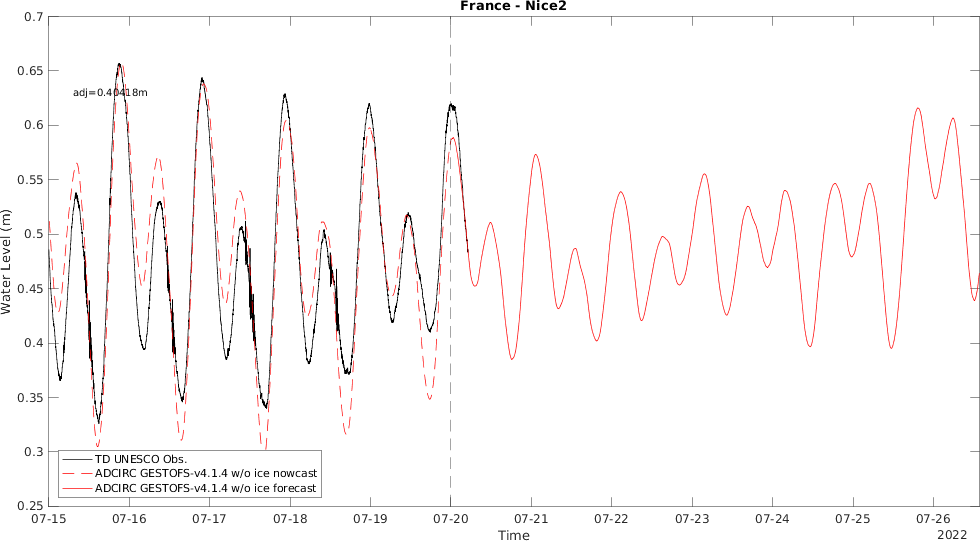 France - Nice2
0.7
0.65
0.6
0.55
0.5
0.45
0.4
0.35
0.3
0.25
Water Level (m)
adj=0.40418m
TD UNESCO Obs.
ADCIRC GESTOFS-v4.1.4 w/o ice nowcast
ADCIRC GESTOFS-v4.1.4 w/o ice forecast
07-15 07-16 07-17 07-18 07-19 07-20 07-21 07-22 07-23 07-24 07-25 07-26
Time
2022